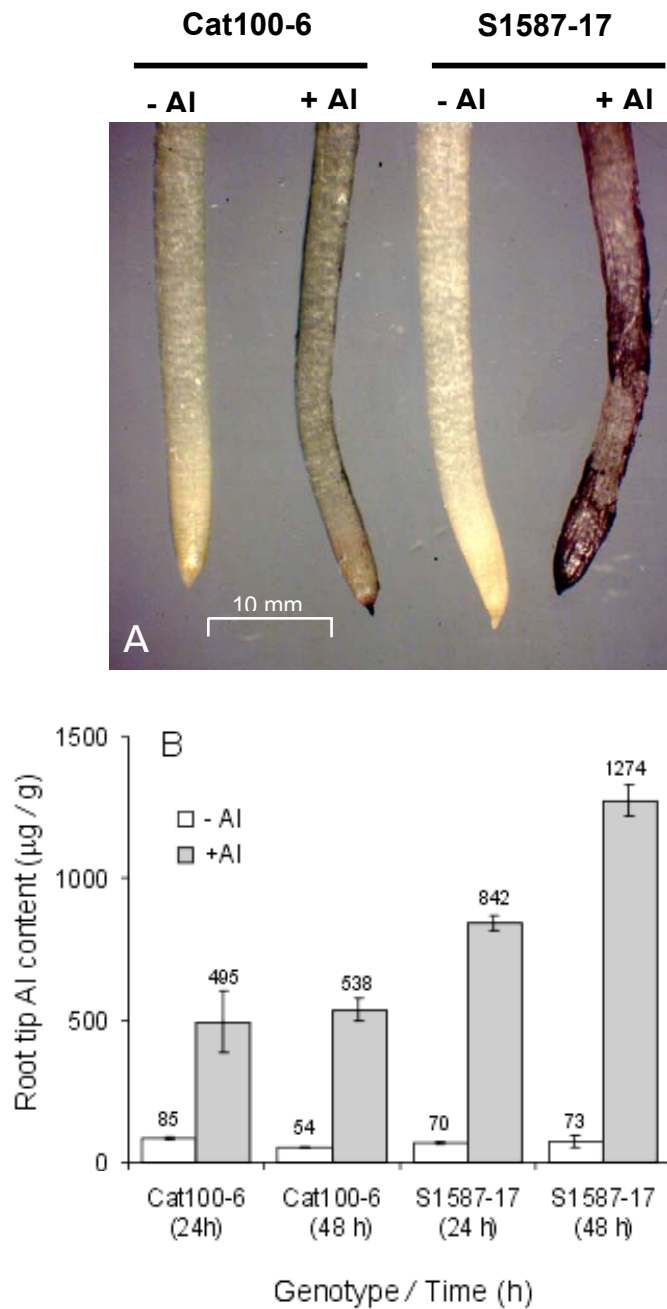 Cat100-6 S1587-17
- Al + Al - Al + Al
10 mm
A
B
Root tip Al content (µg / g)
1500
1000
500
0
- Al
+Al
85
495
54
538
70
842
73
1274
Cat100-6
(24h)
Cat100-6
(48 h)
S1587-17
(24 h)
S1587-17
(48 h)
Genotype / Time (h)